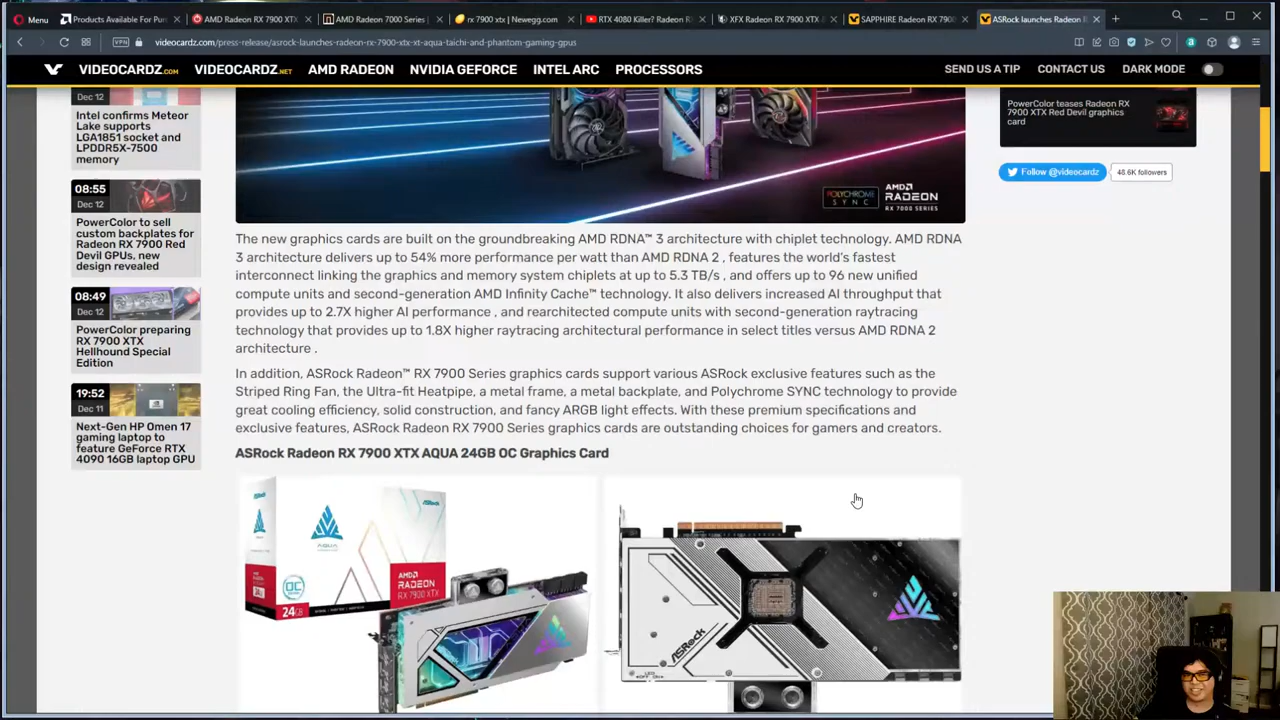 Menu
Products Available For Pur
AMD Radeon RX 7900 XT
AMD Radeon 7000 Series
rx 7900 xtx | Newegg.com
RTX 4080 Killer? Radeon
XFX Radeon RX 7900 XTX
SAPPHIRE Radeon RX 790
ASRock launches Radeon
VPN
videocardz.com/press-release/asrock-launches-radeon-rx-7900-xtx-xt-aqua-taichi-and-phantom-gaming-gpus
VIDEOCARDZ.COM
VIDEOCARDZ.NET
AMD RADEON
NVIDIA GEFORCE
INTEL ARC
PROCESSORS
SEND US A TIP
CONTACT US
DARK MODE
Dec 12
Intel confirms Meteor
Lake supports
LGA1851 socket and
LPDDR5X-7500
memory
08:55
Dec 12
PowerColor to sell
custom backplates for
Radeon RX 7900 Red
Devil GPUs, new
design revealed
08:49
Dec 12
PowerColor preparing
RX 7900 XTX
Hellhound Special
Edition
19:52
Dec 11
Next-Gen HP Omen 17
gaming laptop to
feature GeForce RTX
4090 16GB laptop GPU
POLYCHROME
SYNC
AMD
RADEON
RX 7000 SERIES
The new graphics cards are built on the groundbreaking AMD RDNA™ 3 architecture with chiplet technology. AMD RDNA
3 architecture delivers up to 54% more performance per watt than AMD RDNA 2 , features the world's fastest
interconnect linking the graphics and memory system chiplets at up to 5.3 TB/s , and offers up to 96 new unified
compute units and second-generation AMD Infinity Cache™ technology. It also delivers increased AI throughput that
provides up to 2.7X higher AI performance , and rearchitected compute units with second-generation raytracing
technology that provides up to 1.8X higher raytracing architectural performance in select titles versus AMD RDNA 2
architecture .
In addition, ASRock Radeon™ RX 7900 Series graphics cards support various ASRock exclusive features such as the
Striped Ring Fan, the Ultra-fit Heatpipe, a metal frame, a metal backplate, and Polychrome SYNC technology to provide
great cooling efficiency, solid construction, and fancy ARGB light effects. With these premium specifications and
exclusive features, ASRock Radeon RX 7900 Series graphics cards are outstanding choices for gamers and creators.
ASRock Radeon RX 7900 XTX AQUA 24GB OC Graphics Card
ASRock
AQUA
OC
24GB
AMD
RADEON
RX 7900 XTX
ASRock
PowerColor teases Radeon RX
7900 XTX Red Devil graphics
card
Follow @videocardz
48.6K followers